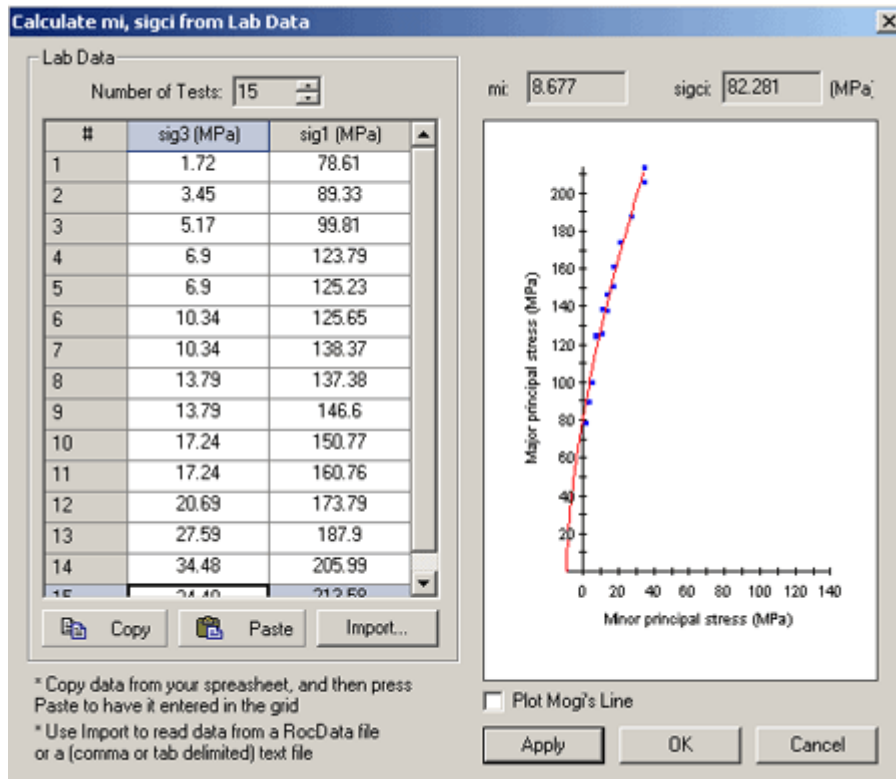 Calculate mi, sigci from Lab Data
Lab Data
Number of Tests: 15
mi: 8.677 sigci: 82.281 (MPa)
# sig3 (MPa) sig1 (MPa)
1 1.72 78.61
2 3.45 89.33
3 5.17 99.81
4 6.9 123.79
5 6.9 125.23
6 10.34 125.65
7 10.34 138.37
8 13.79 137.38
9 13.79 146.6
10 17.24 150.77
11 17.24 160.76
12 20.69 173.79
13 27.59 187.9
14 34.48 205.99
15 34.48
Copy Paste Import...
* Copy data from your spreasheet, and then press
Paste to have it entered in the grid
* Use Import to read data from a RocData file
or a (comma or tab delimited) text file
Major principal stress (MPa)
200
180
160
140
120
100
80
60
40
20
0 20 40 60 80 100 120 140
Minor principal stress (MPa)
Plot Mogi's Line
Apply OK Cancel